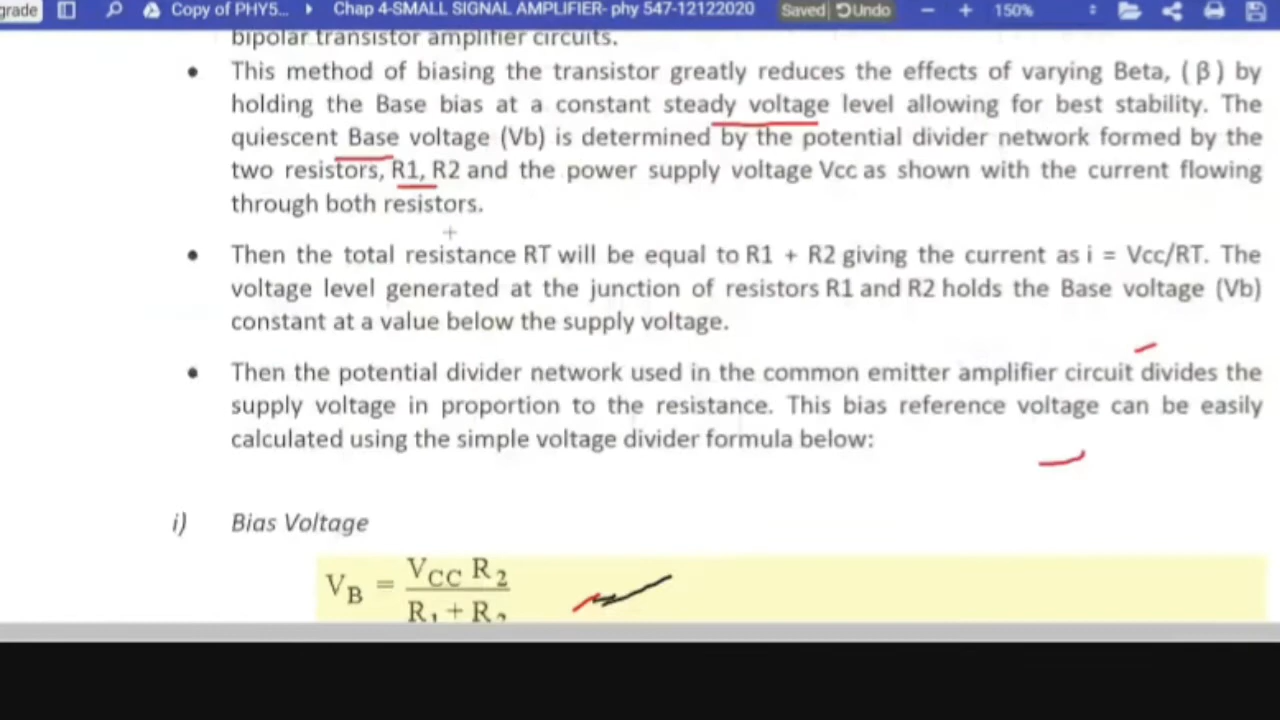 grade Copy of PHY5... Chap 4-SMALL SIGNAL AMPLIFIER- phy 547-12122020 Saved Undo − + 150%
bipolar transistor amplifier circuits.
• This method of biasing the transistor greatly reduces the effects of varying Beta, (β) by
holding the Base bias at a constant steady voltage level allowing for best stability. The
quiescent Base voltage (Vb) is determined by the potential divider network formed by the
two resistors, R1, R2 and the power supply voltage Vcc as shown with the current flowing
through both resistors.
• Then the total resistance RT will be equal to R1 + R2 giving the current as i = Vcc/RT. The
voltage level generated at the junction of resistors R1 and R2 holds the Base voltage (Vb)
constant at a value below the supply voltage.
• Then the potential divider network used in the common emitter amplifier circuit divides the
supply voltage in proportion to the resistance. This bias reference voltage can be easily
calculated using the simple voltage divider formula below:
i) Bias Voltage
V_B = V_CC R_2
R_1 + R_2